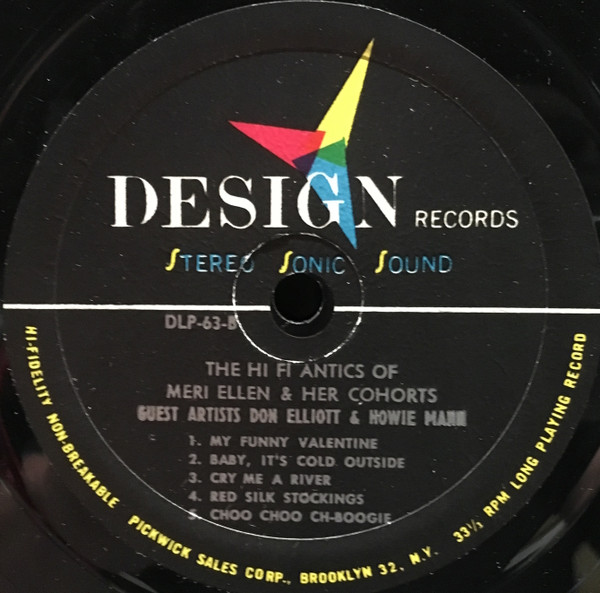 DESIGN RECORDS
STEREO SONIC SOUND
DLP-63-B
THE HI FI ANTICS OF
MERI ELLEN & HER COHORTS
GUEST ARTISTS DON ELLIOTT & HOWIE MANN
1. MY FUNNY VALENTINE
2. BABY, IT'S COLD OUTSIDE
3. CRY ME A RIVER
4. RED SILK STOCKINGS
5. CHOO CHOO CH-BOOGIE
HI-FIDELITY NON-BREAKABLE PICKWICK SALES CORP., BROOKLYN 32, N.Y. 33⅓ RPM LONG PLAYING RECORD